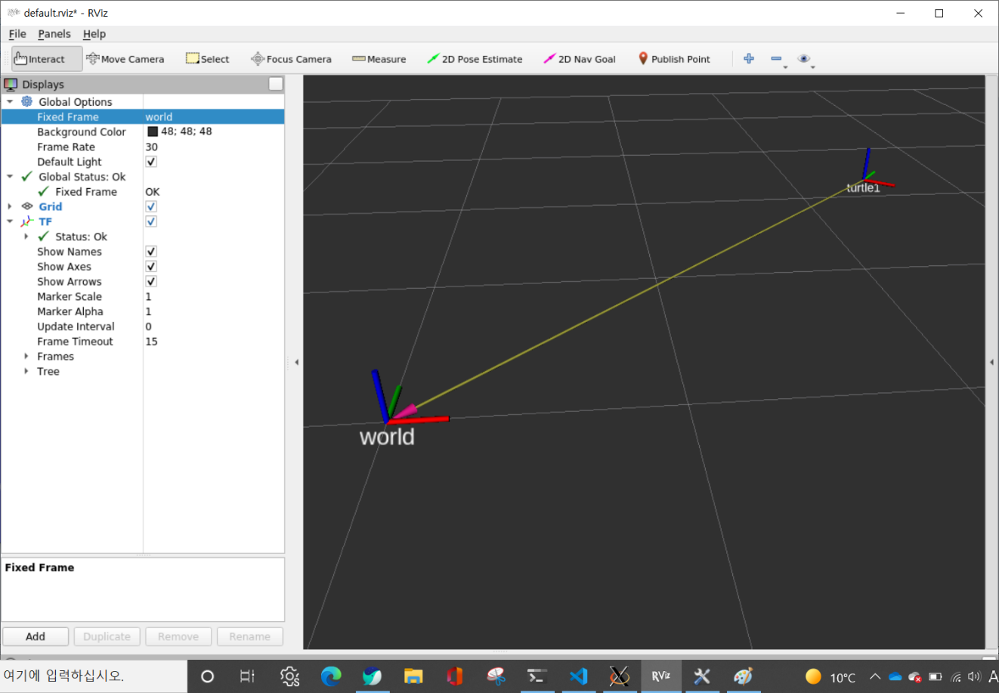 default.rviz* - RViz
File Panels Help
Interact Move Camera Select Focus Camera Measure 2D Pose Estimate 2D Nav Goal Publish Point
Displays
Global Options
Fixed Frame world
Background Color 48; 48; 48
Frame Rate 30
Default Light
Global Status: Ok
Fixed Frame OK
Grid
TF
Status: Ok
Show Names
Show Axes
Show Arrows
Marker Scale 1
Marker Alpha 1
Update Interval 0
Frame Timeout 15
Frames
Tree
turtle1
world
Fixed Frame
Add Duplicate Remove Rename
여기에 입력하십시오. RViz 10°C A